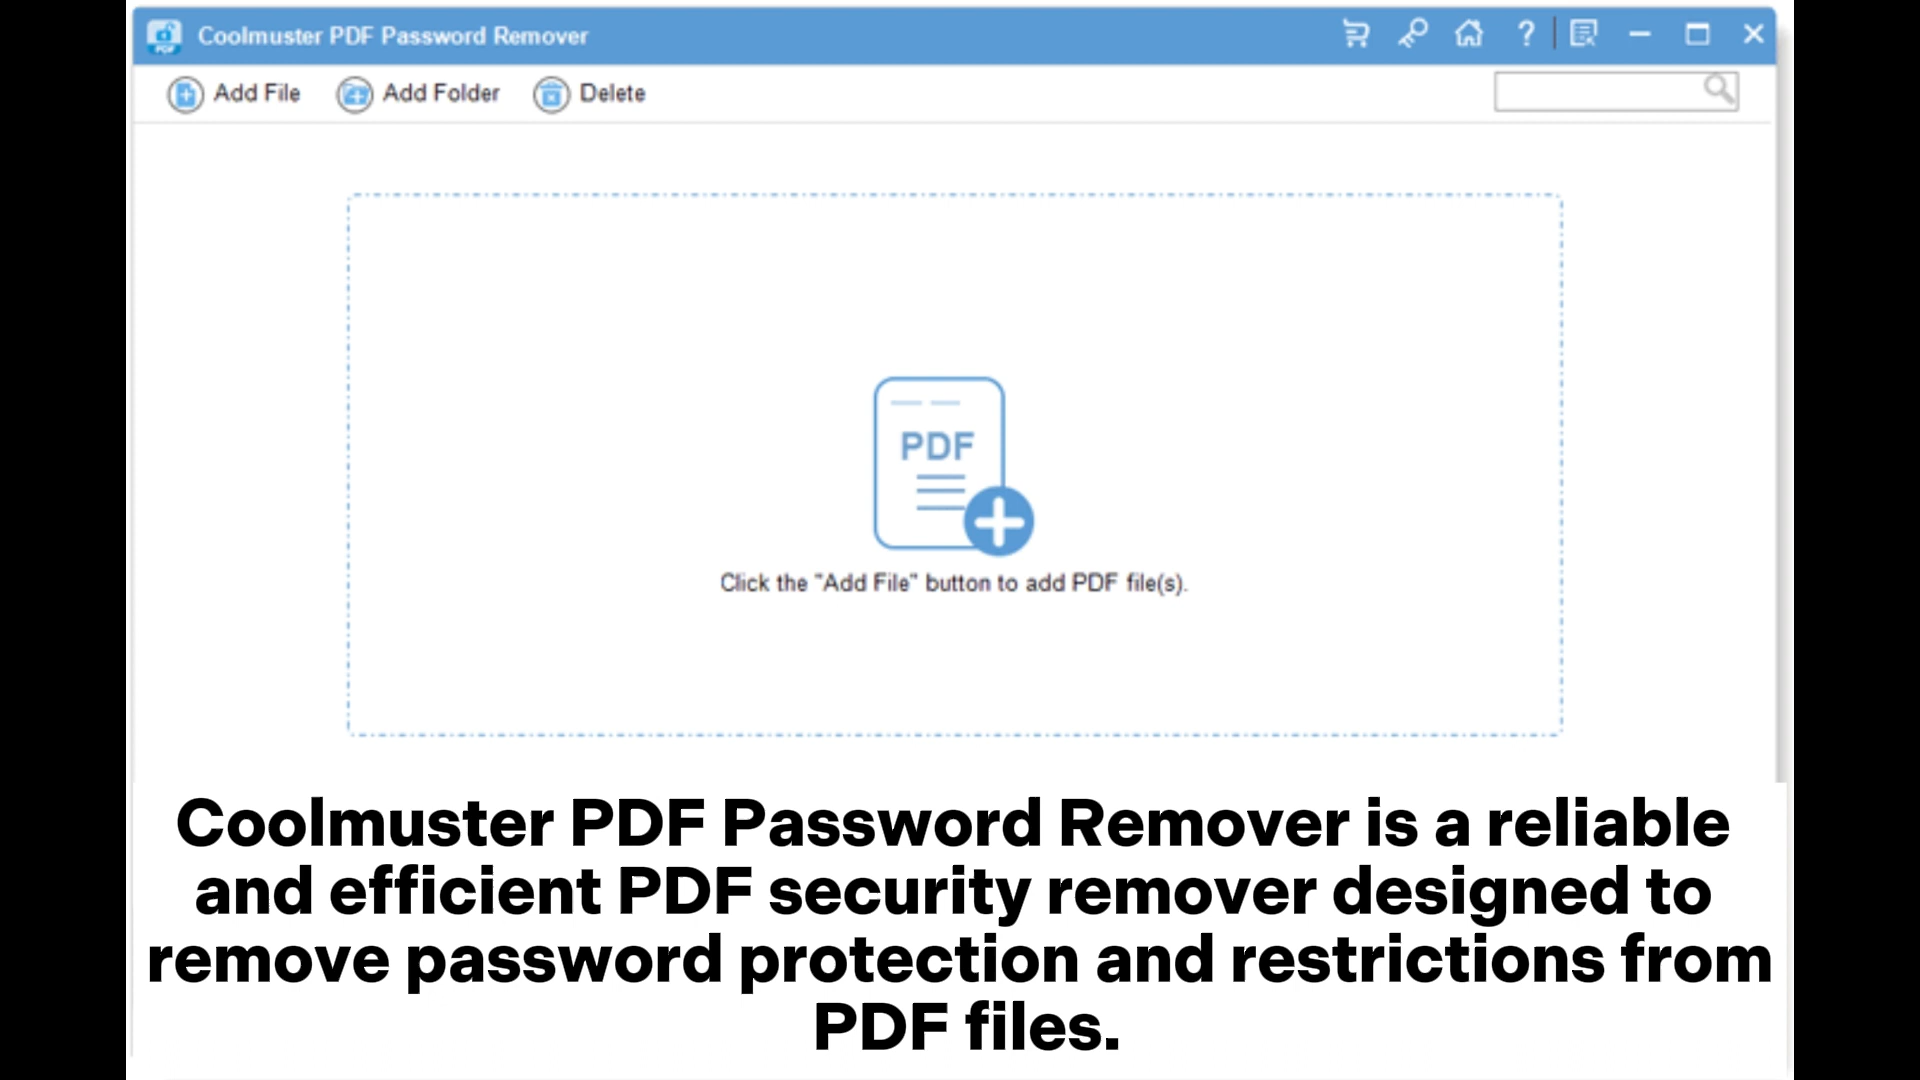 Coolmuster PDF Password Remover
?
Add File Add Folder Delete
PDF
Click the "Add File" button to add PDF file(s).
Coolmuster PDF Password Remover is a reliable
and efficient PDF security remover designed to
remove password protection and restrictions from
PDF files.